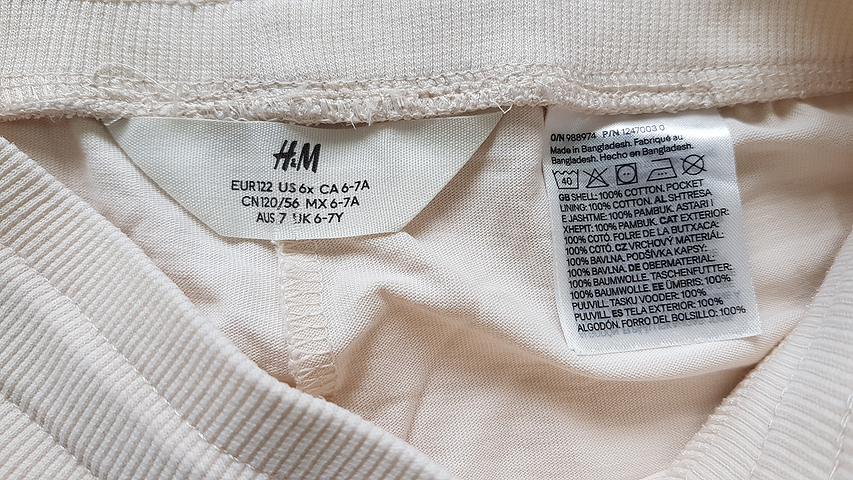 H&M
EUR122 US 6x CA 6-7A
CN120/56 MX 6-7A
AUS 7 UK 6-7Y
O/N 988974 P/N 1247003 0
Made in Bangladesh. Fabriqué au
Bangladesh. Hecho en Bangladesh.
40
GB SHELL: 100% COTTON. POCKET
LINING: 100% COTTON. AL SHTRESA
E JASHTME: 100% PAMBUK. ASTARI I
XHEPIT: 100% PAMBUK. CAT EXTERIOR:
100% COTÓ. FOLRE DE LA BUTXACA:
100% COTÓ. CZ VRCHOVÝ MATERIÁL:
100% BAVLNA. PODŠÍVKA KAPSY:
100% BAVLNA. DE OBERMATERIAL:
100% BAUMWOLLE. TASCHENFUTTER:
100% BAUMWOLLE. EE ÜMBRIS: 100%
PUUVILL. TASKU VOODER: 100%
PUUVILL. ES TELA EXTERIOR: 100%
ALGODÓN. FORRO DEL BOLSILLO: 100%